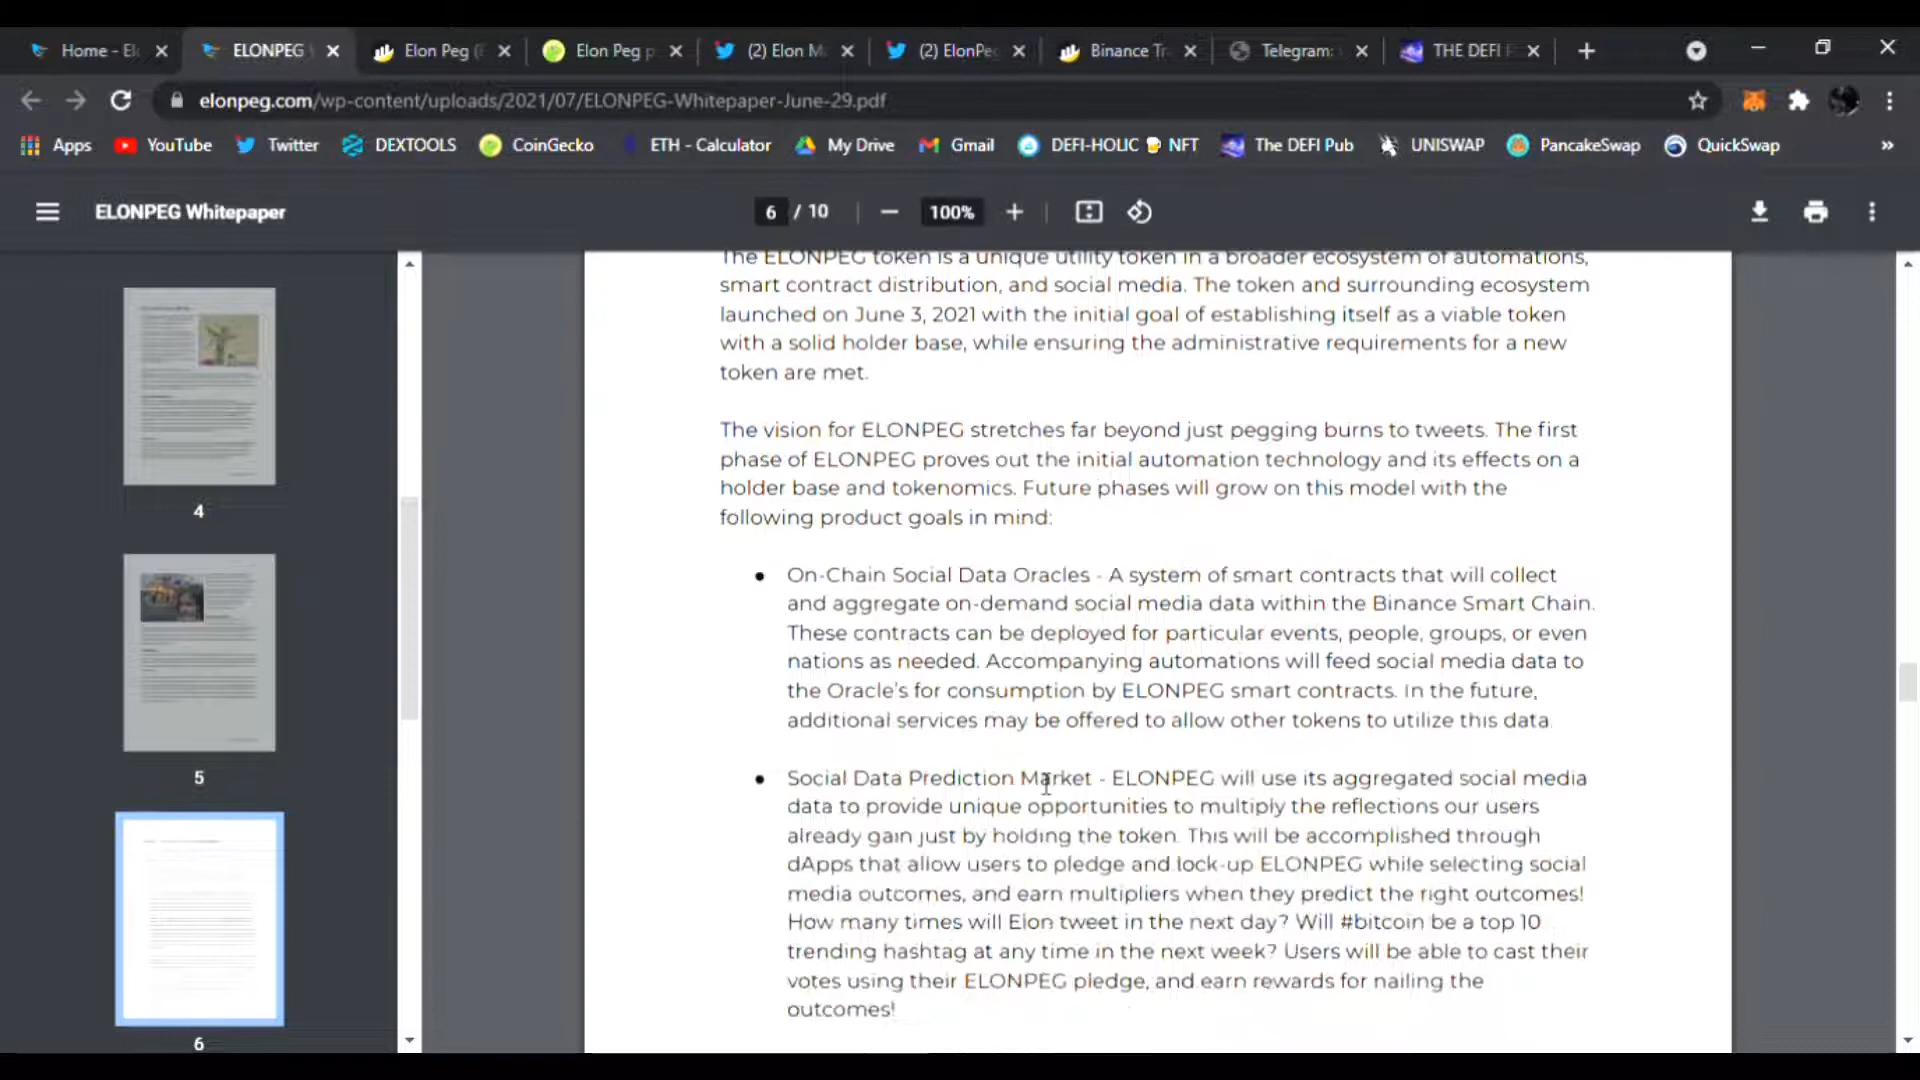 Home - El
ELONPEG
Elon Peg (
Elon Peg p
(2) Elon M
(2) ElonPe
Binance Tr
Telegram:
THE DEFI
elonpeg.com/wp-content/uploads/2021/07/ELONPEG-Whitepaper-June-29.pdf
Apps
YouTube
Twitter
DEXTOOLS
CoinGecko
ETH - Calculator
My Drive
Gmail
DEFI-HOLIC 🍺 NFT
The DEFI Pub
UNISWAP
PancakeSwap
QuickSwap
»
ELONPEG Whitepaper
6 / 10
100%
4
5
6
The ELONPEG token is a unique utility token in a broader ecosystem of automations,
smart contract distribution, and social media. The token and surrounding ecosystem
launched on June 3, 2021 with the initial goal of establishing itself as a viable token
with a solid holder base, while ensuring the administrative requirements for a new
token are met.
The vision for ELONPEG stretches far beyond just pegging burns to tweets. The first
phase of ELONPEG proves out the initial automation technology and its effects on a
holder base and tokenomics. Future phases will grow on this model with the
following product goals in mind:
● On-Chain Social Data Oracles - A system of smart contracts that will collect
and aggregate on-demand social media data within the Binance Smart Chain.
These contracts can be deployed for particular events, people, groups, or even
nations as needed. Accompanying automations will feed social media data to
the Oracle's for consumption by ELONPEG smart contracts. In the future,
additional services may be offered to allow other tokens to utilize this data.
● Social Data Prediction Market - ELONPEG will use its aggregated social media
data to provide unique opportunities to multiply the reflections our users
already gain just by holding the token. This will be accomplished through
dApps that allow users to pledge and lock-up ELONPEG while selecting social
media outcomes, and earn multipliers when they predict the right outcomes!
How many times will Elon tweet in the next day? Will #bitcoin be a top 10
trending hashtag at any time in the next week? Users will be able to cast their
votes using their ELONPEG pledge, and earn rewards for nailing the
outcomes!